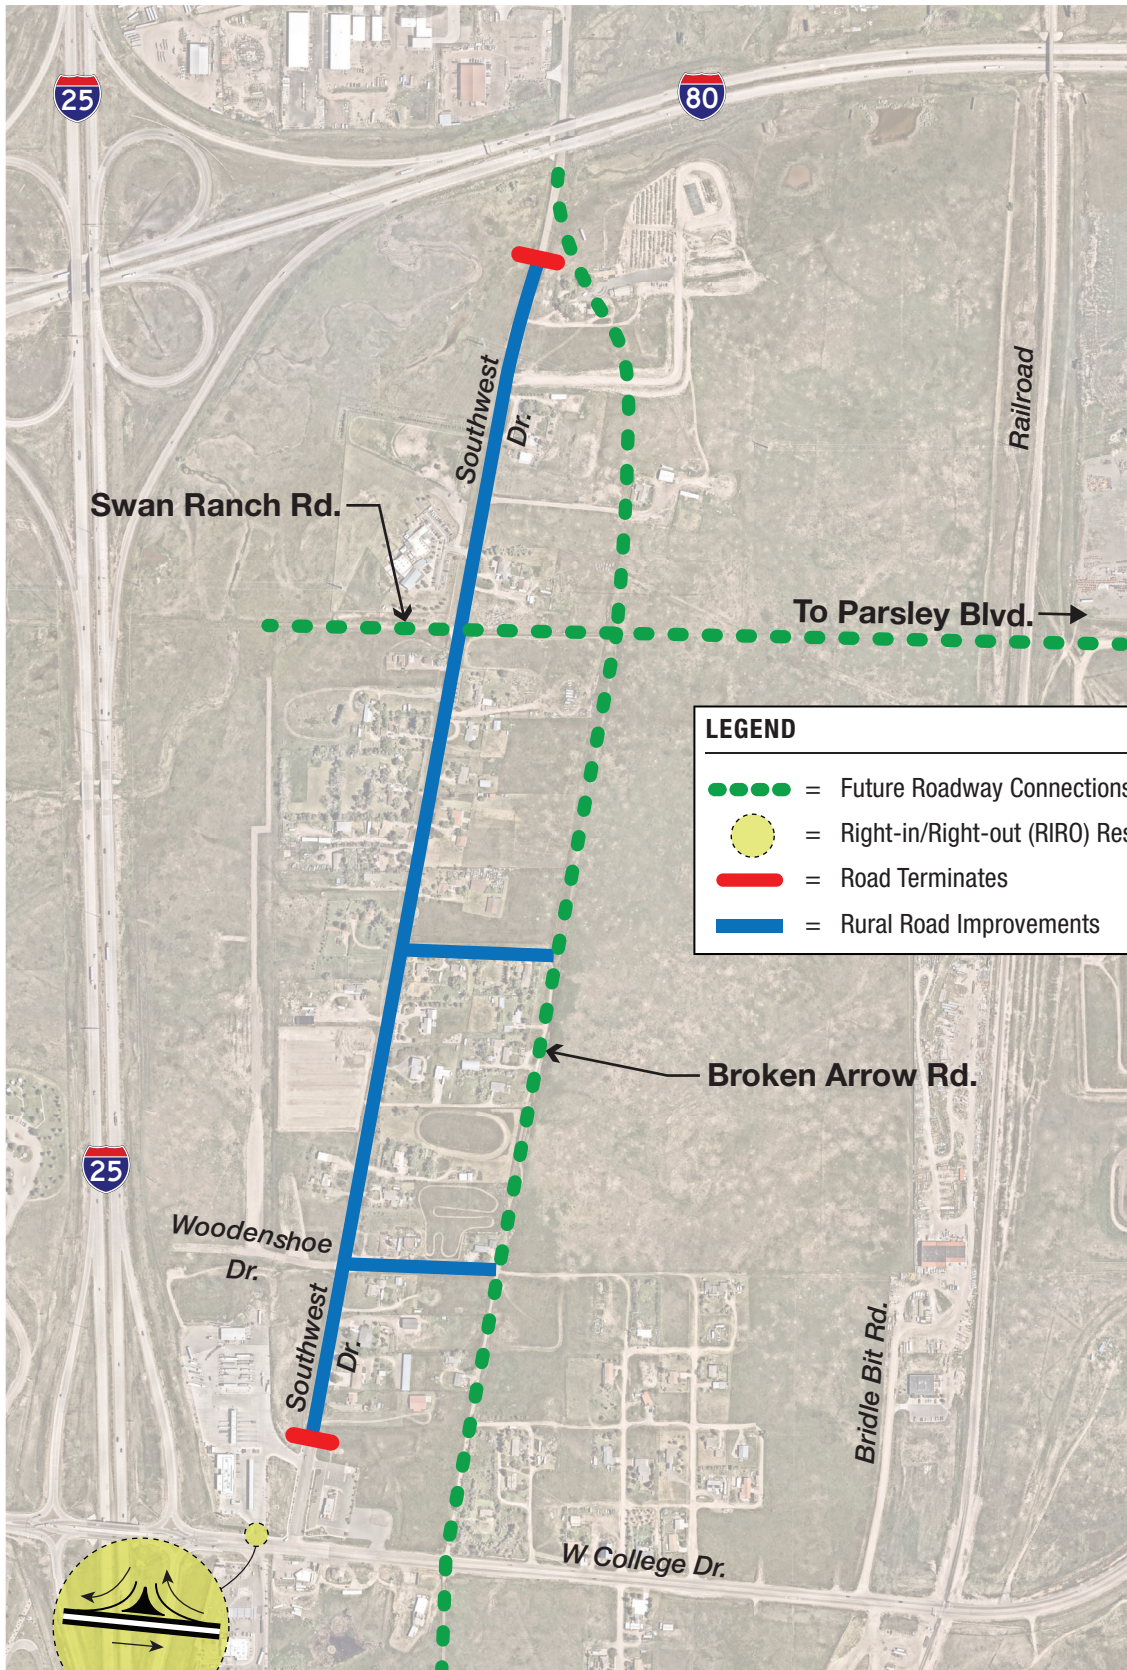 25
80
Southwest
Dr.
Railroad
Swan Ranch Rd.
To Parsley Blvd.
LEGEND
= Future Roadway Connections
= Right-in/Right-out (RIRO) Res
= Road Terminates
= Rural Road Improvements
Broken Arrow Rd.
25
Woodenshoe
Dr.
Southwest
Dr.
Bridle Bit Rd.
W College Dr.